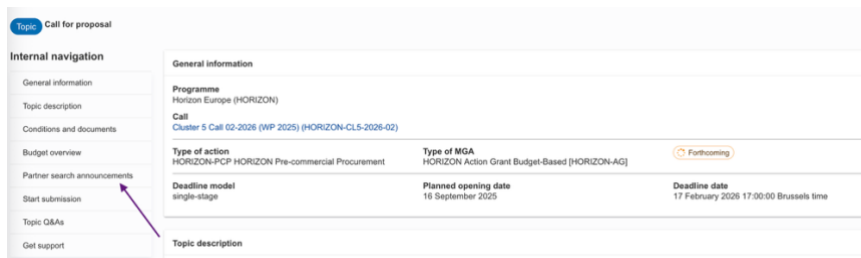 Topic Call for proposal
Internal navigation
General information
Topic description
Conditions and documents
Budget overview
Partner search announcements
Start submission
Topic Q&As
Get support
General information
Programme
Horizon Europe (HORIZON)
Call
Cluster 5 Call 02-2026 (WP 2025) (HORIZON-CL5-2026-02)
Type of action
HORIZON-PCP HORIZON Pre-commercial Procurement
Type of MGA
HORIZON Action Grant Budget-Based [HORIZON-AG]
Forthcoming
Deadline model
single-stage
Planned opening date
16 September 2025
Deadline date
17 February 2026 17:00:00 Brussels time
Topic description